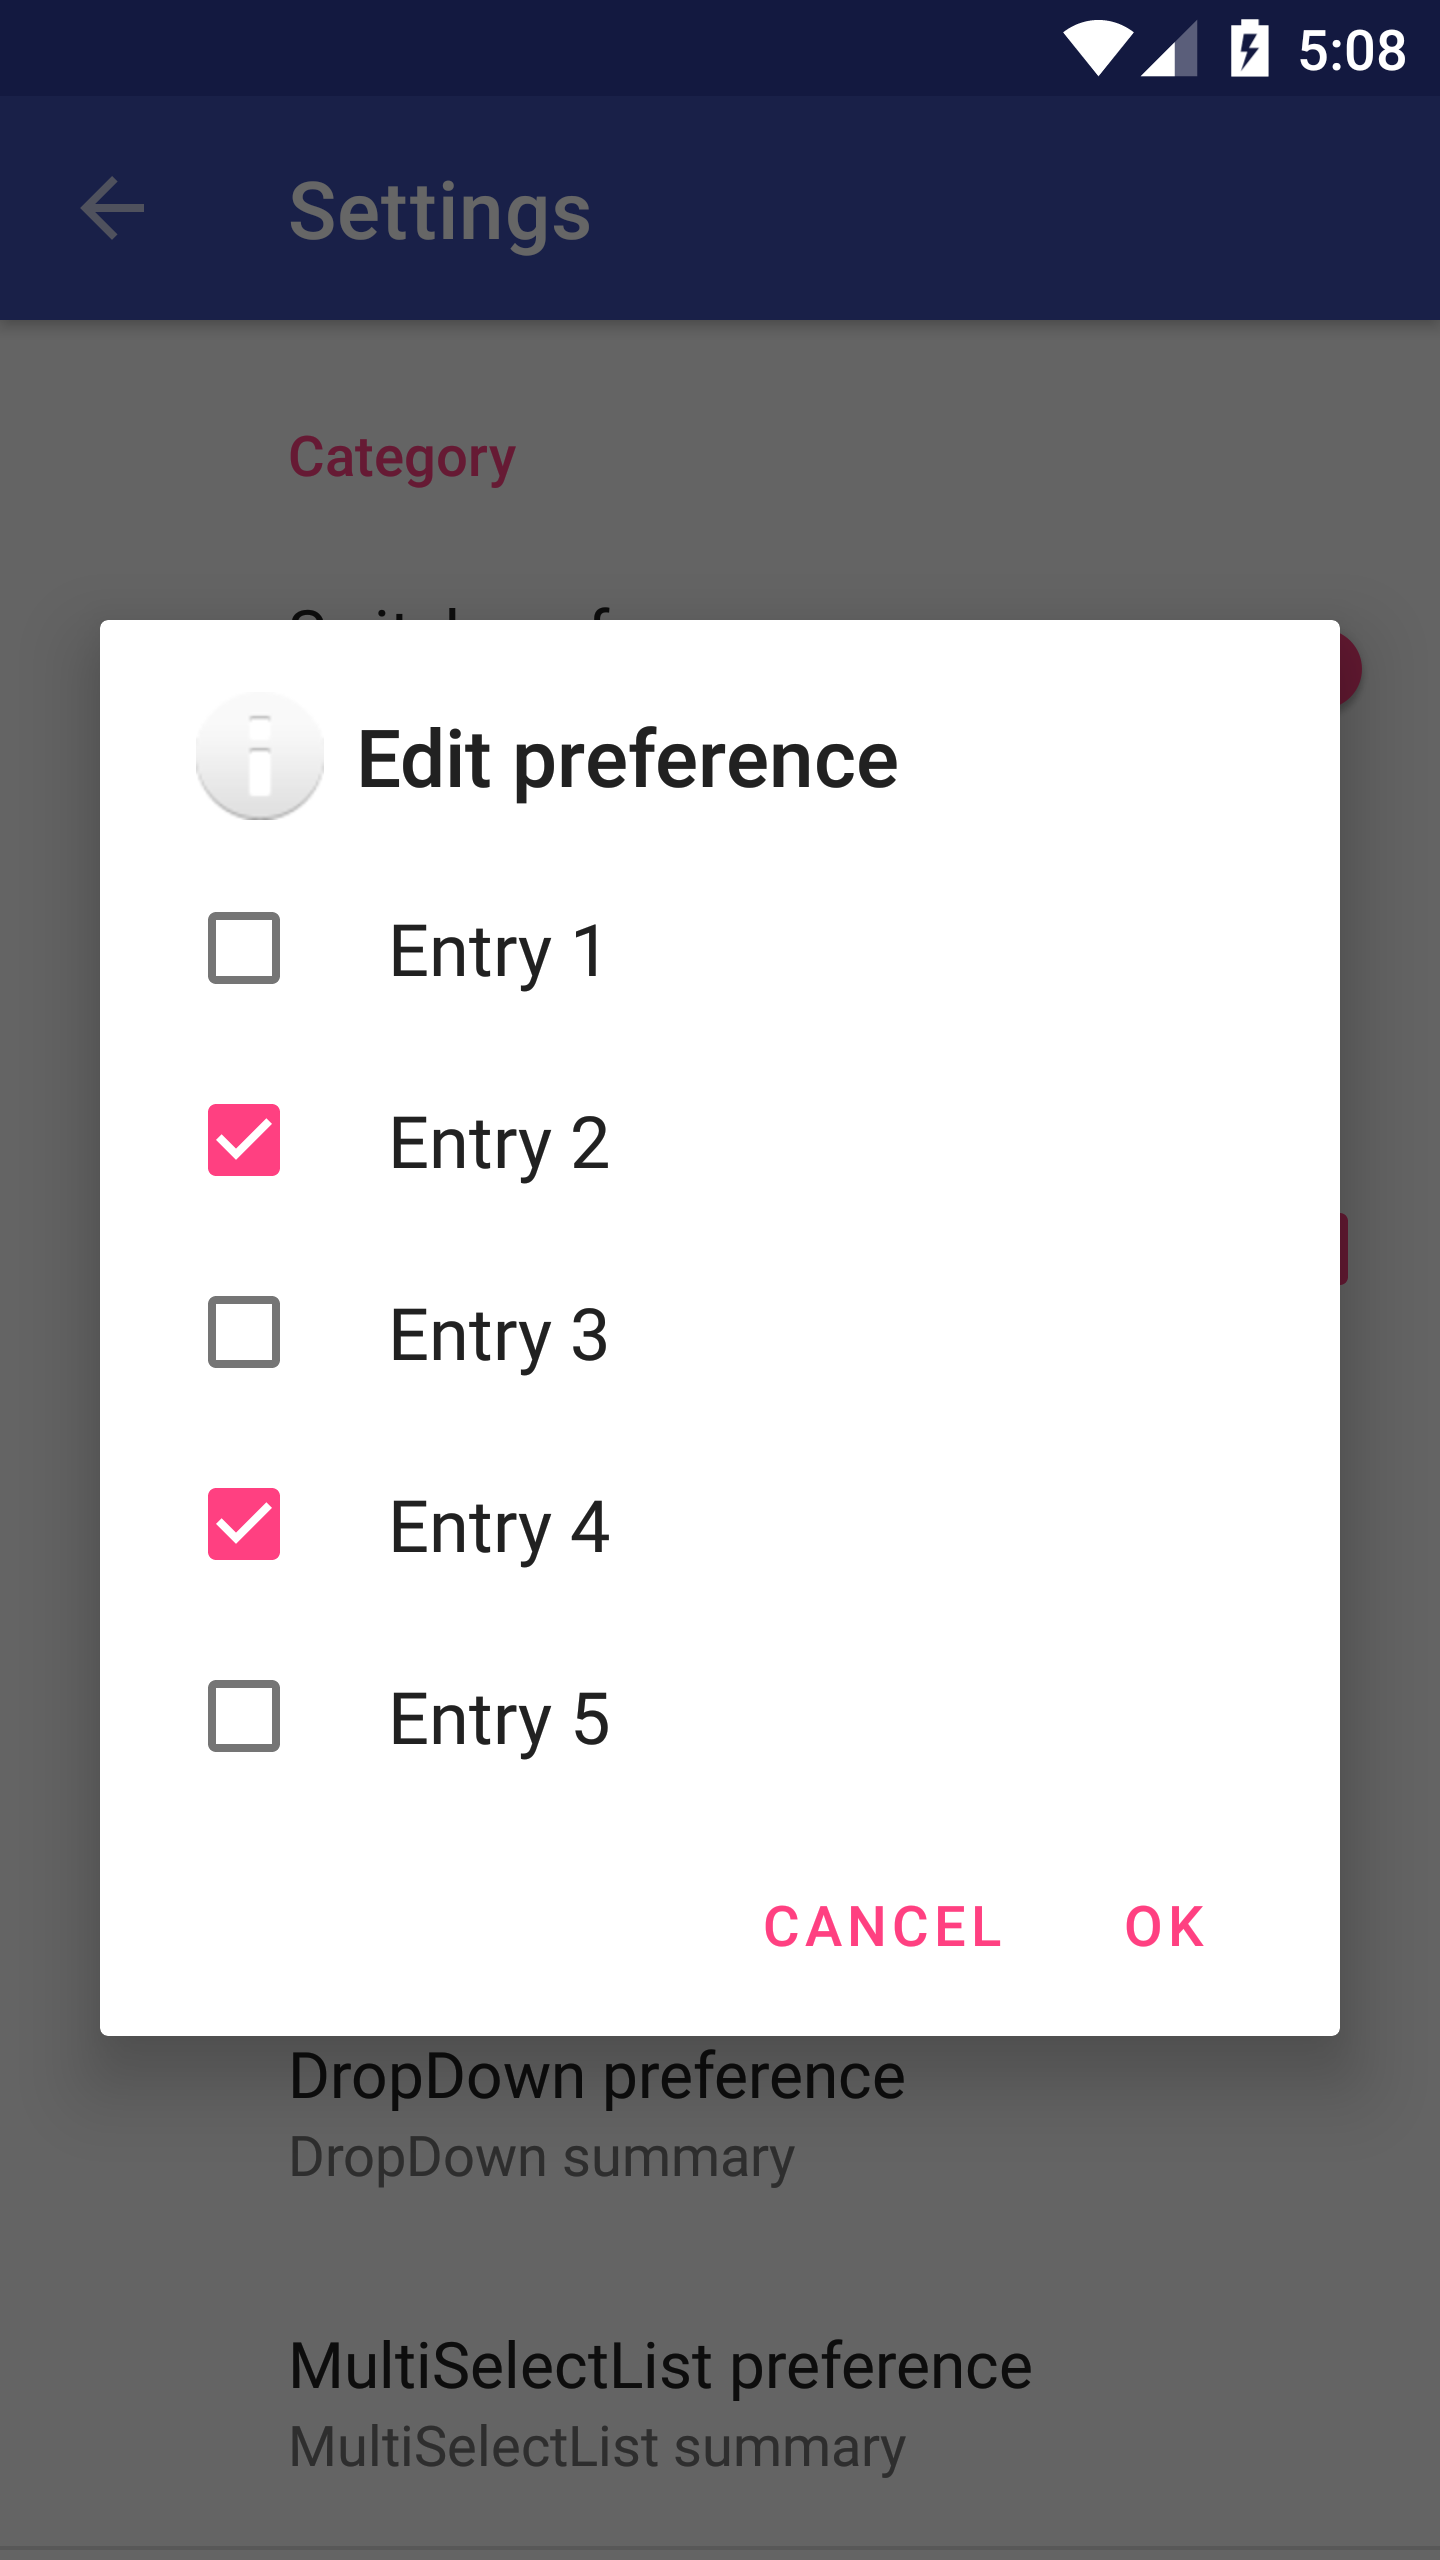 5:08
Settings
Category
Edit preference
Entry 1
Entry 2
Entry 3
Entry 4
Entry 5
CANCEL OK
DropDown preference
DropDown summary
MultiSelectList preference
MultiSelectList summary